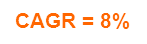 CAGR = 8%